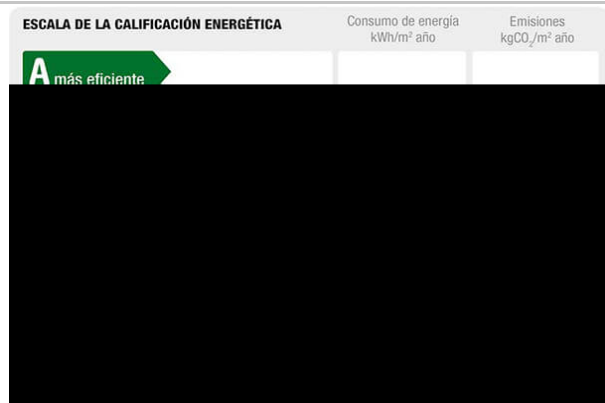 ESCALA DE LA CALIFICACIÓN ENERGÉTICA
Consumo de energía
kWh/m² año
Emisiones
kgCO₂/m² año
A más eficiente